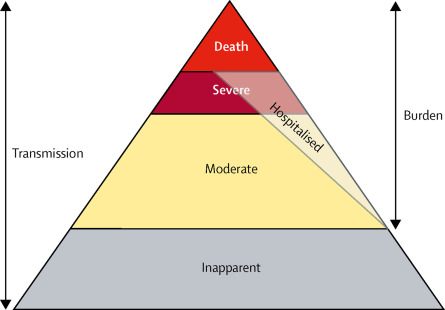 Death
Severe
Hospitalised
Burden
Transmission
Moderate
Inapparent